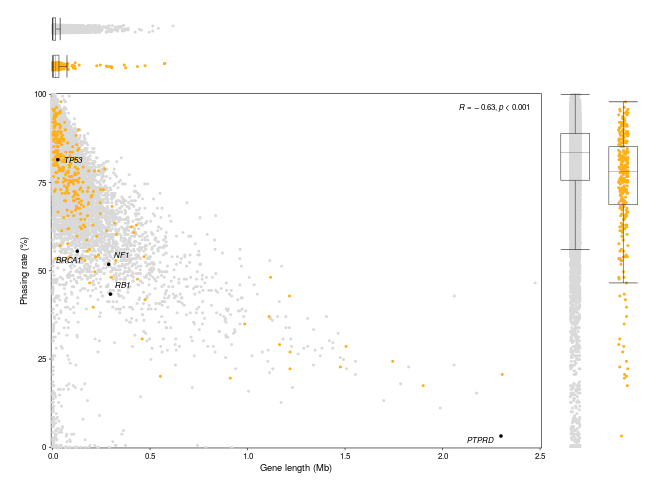 100
R = − 0.63, p < 0.001
TP53
75
Phasing rate (%)
BRCA1
NF1
50
RB1
25
PTPRD
0
0.0 0.5 1.0 1.5 2.0 2.5
Gene length (Mb)